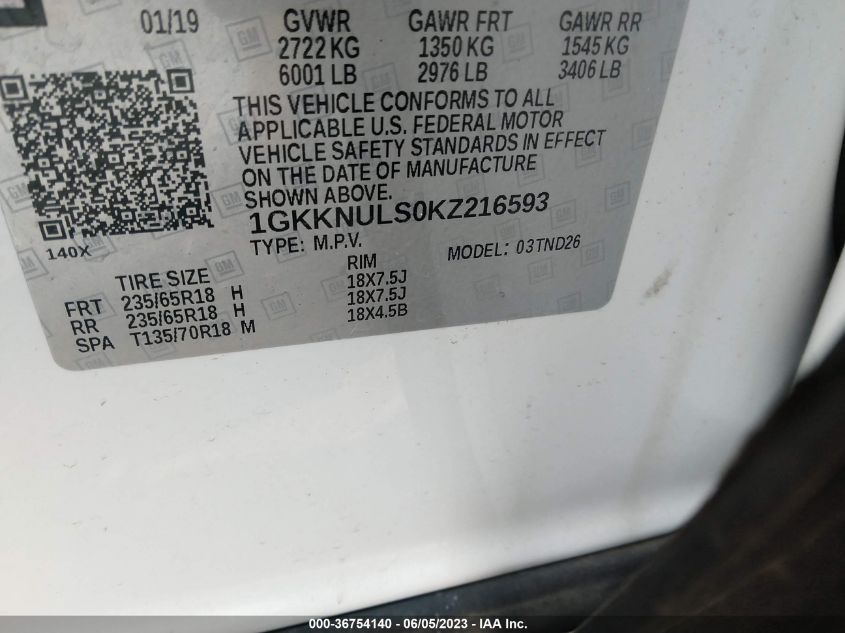 01/19 GVWR GAWR FRT GAWR RR
2722 KG 1350 KG 1545 KG
6001 LB 2976 LB 3406 LB
THIS VEHICLE CONFORMS TO ALL
APPLICABLE U.S. FEDERAL MOTOR
VEHICLE SAFETY STANDARDS IN EFFECT
ON THE DATE OF MANUFACTURE
SHOWN ABOVE.
1GKKNULS0KZ216593
140X TYPE: M.P.V. MODEL: 03TND26
TIRE SIZE RIM
FRT 235/65R18 H 18X7.5J
RR 235/65R18 H 18X7.5J
SPA T135/70R18 M 18X4.5B
000-36754140 - 06/05/2023 - IAA Inc.